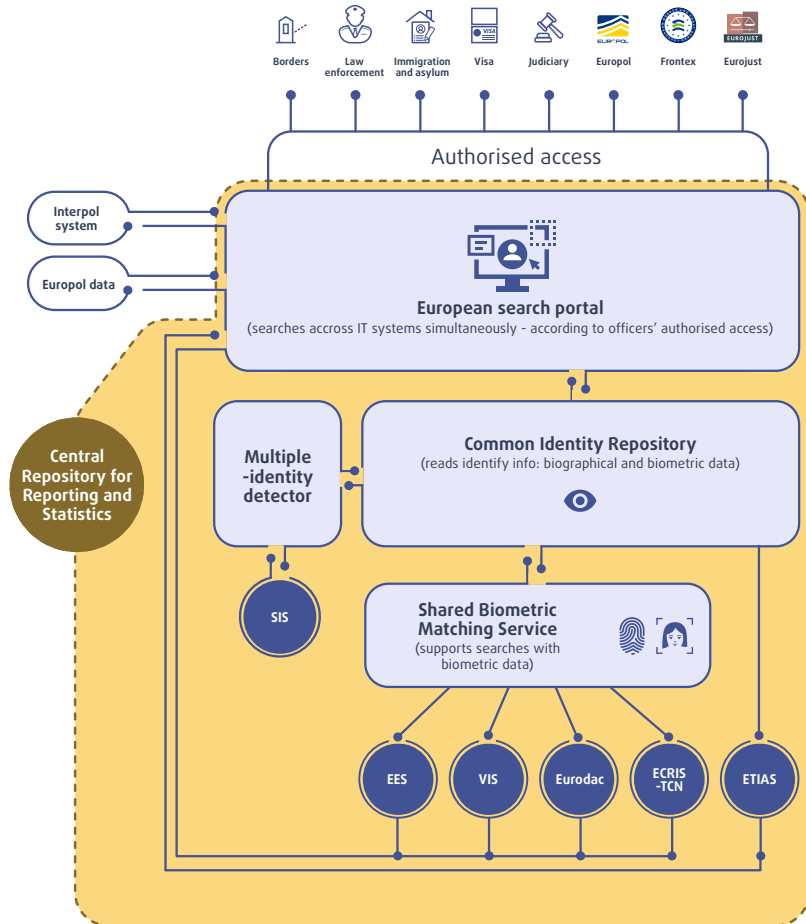 Borders
Law
enforcement
Immigration
and asylum
VISA
Visa
Judiciary
EUROPOL
Europol
Frontex
EUROJUST
Eurojust
Authorised access
Interpol
system
Europol data
European search portal
(searches accross IT systems simultaneously - according to officers' authorised access)
Central
Repository for
Reporting and
Statistics
Multiple
-identity
detector
Common Identity Repository
(reads identify info: biographical and biometric data)
SIS
Shared Biometric
Matching Service
(supports searches with
biometric data)
EES
VIS
Eurodac
ECRIS
-TCN
ETIAS